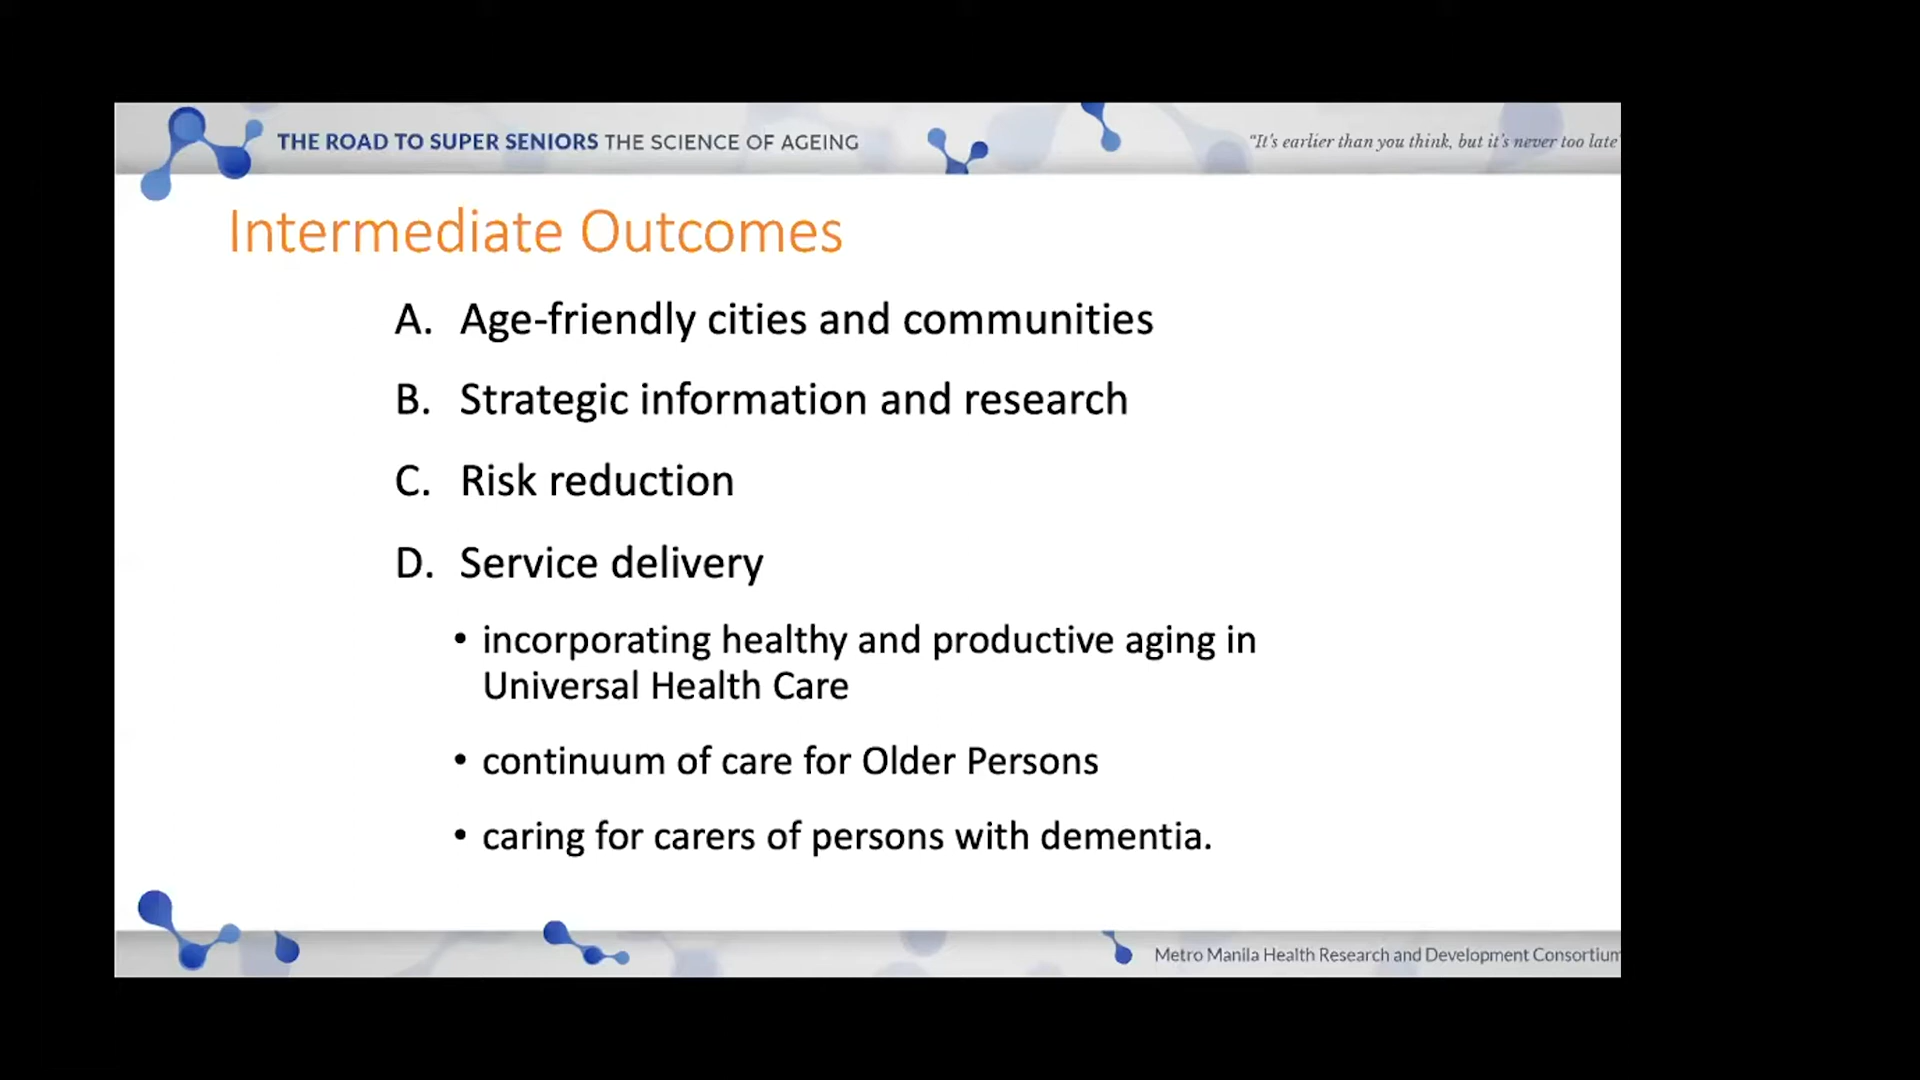 THE ROAD TO SUPER SENIORS THE SCIENCE OF AGEING
“It’s earlier than you think, but it’s never too late”
Intermediate Outcomes
A. Age-friendly cities and communities
B. Strategic information and research
C. Risk reduction
D. Service delivery
• incorporating healthy and productive aging in
Universal Health Care
• continuum of care for Older Persons
• caring for carers of persons with dementia.
Metro Manila Health Research and Development Consortium